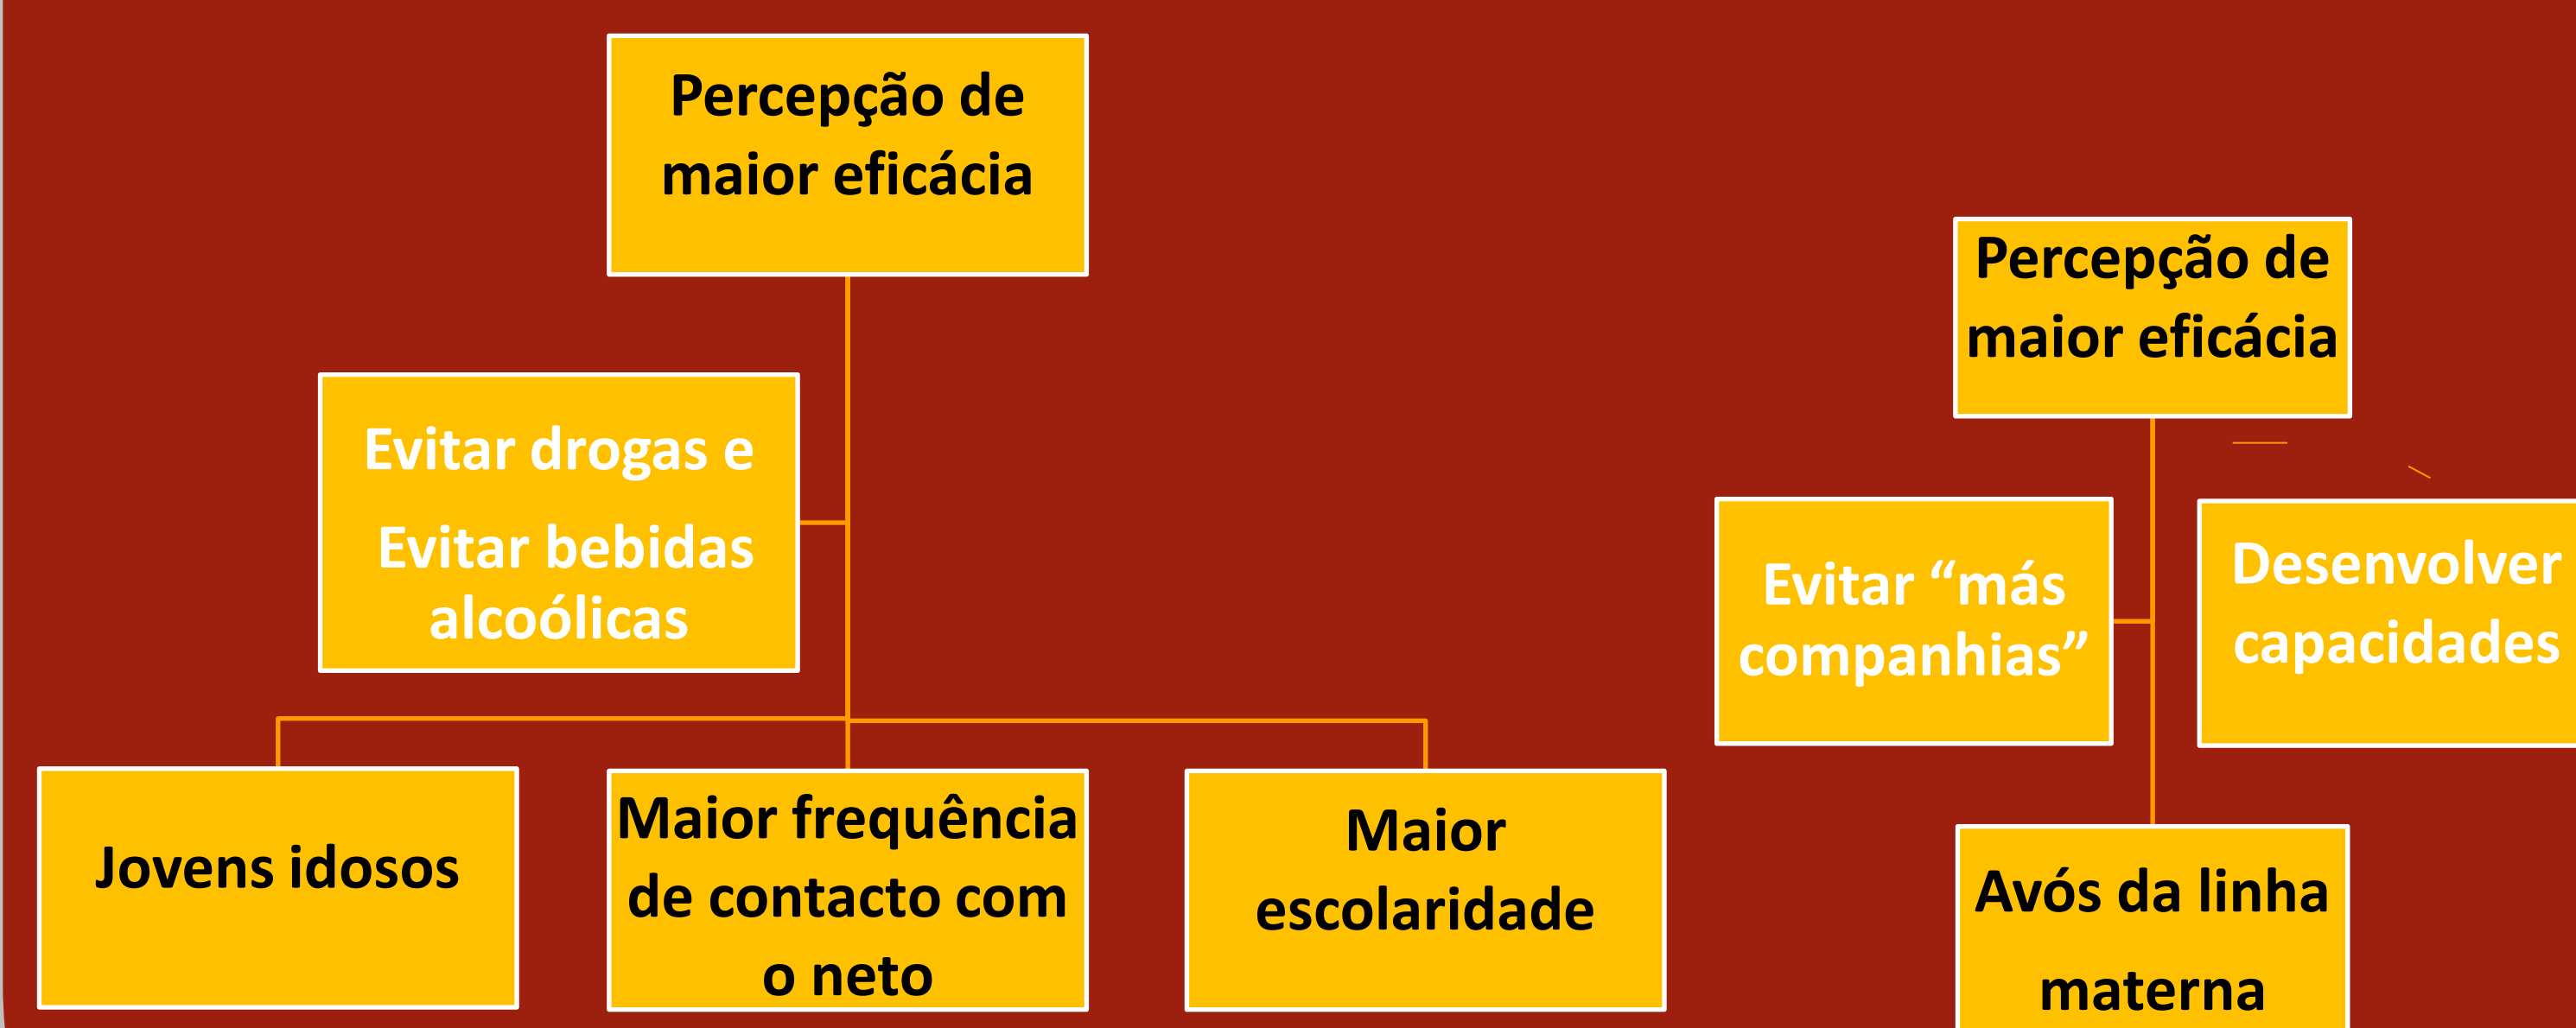 Percepção de
maior eficácia
Evitar drogas e
Evitar bebidas
alcoólicas
Jovens idosos
Maior frequência
de contacto com
o neto
Maior
escolaridade
Percepção de
maior eficácia
Evitar “más
companhias”
Desenvolver
capacidades
Avós da linha
materna